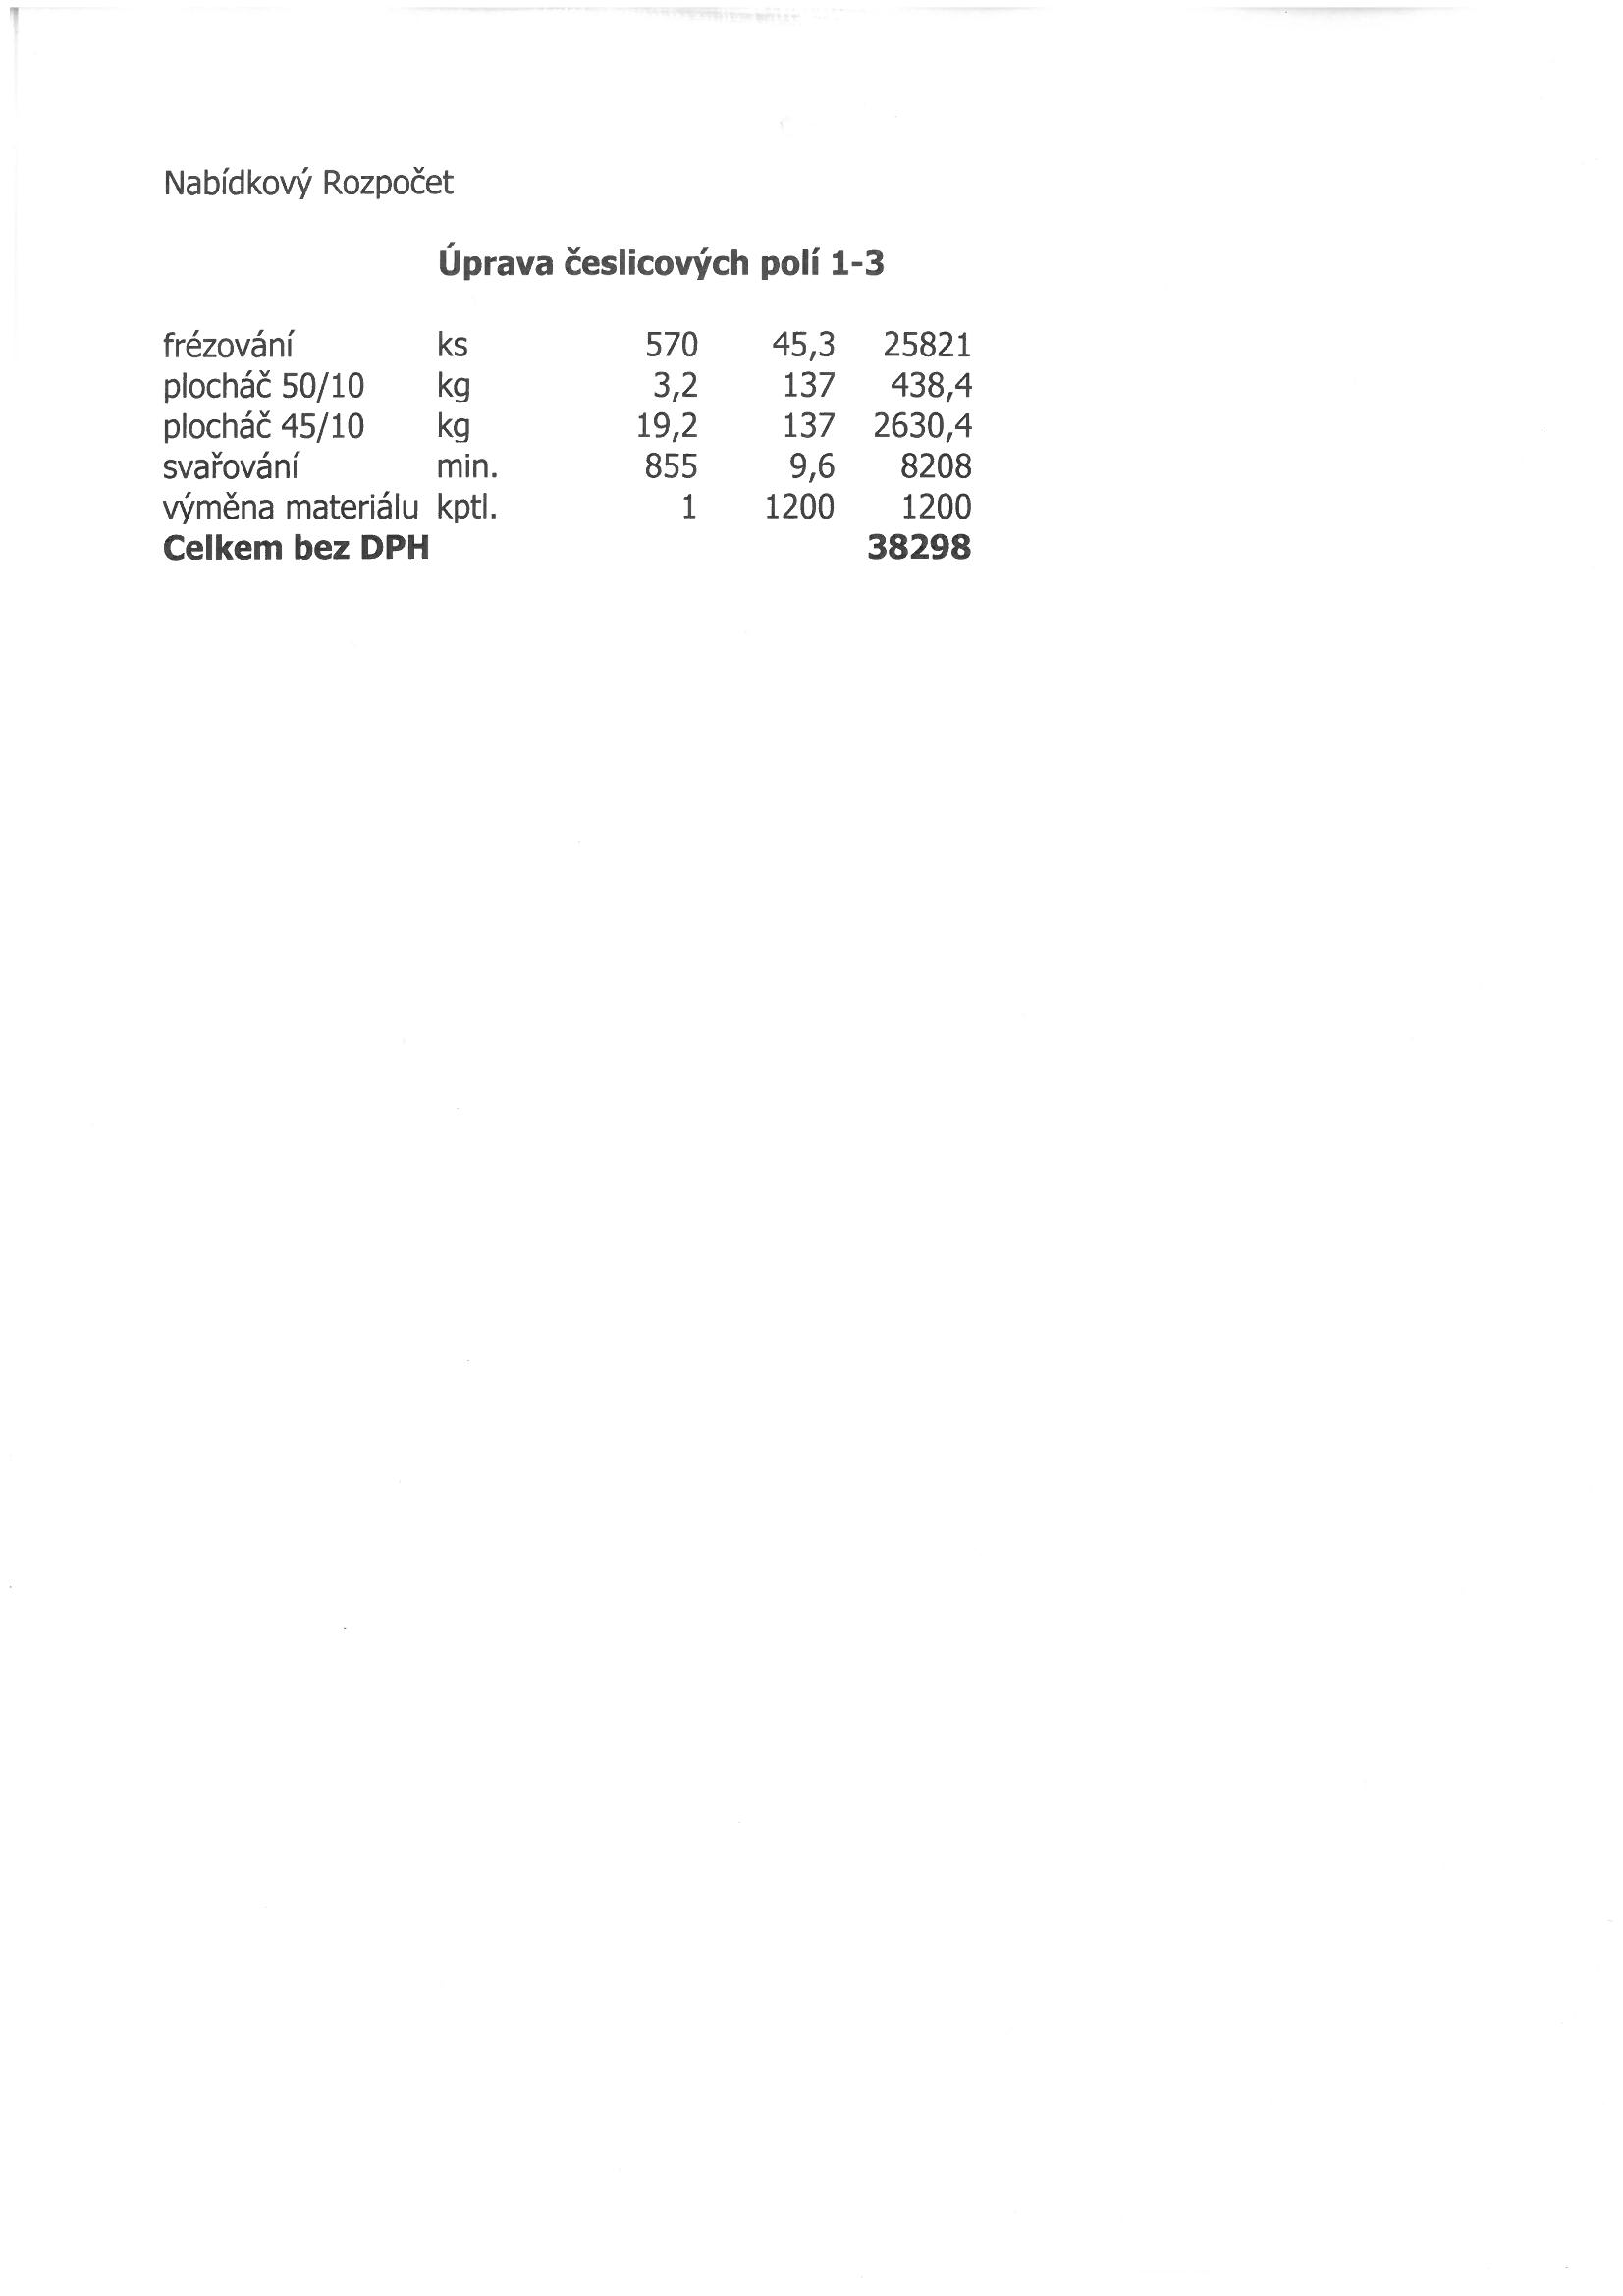 Nabídkový Rozpočet
Úprava česlicových polí 1-3
frézování ks 570 45,3 25821
plocháč 50/10 kg 3,2 137 438,4
plocháč 45/10 kg 19,2 137 2630,4
svařování min. 855 9,6 8208
výměna materiálu kptl. 1 1200 1200
Celkem bez DPH 38298